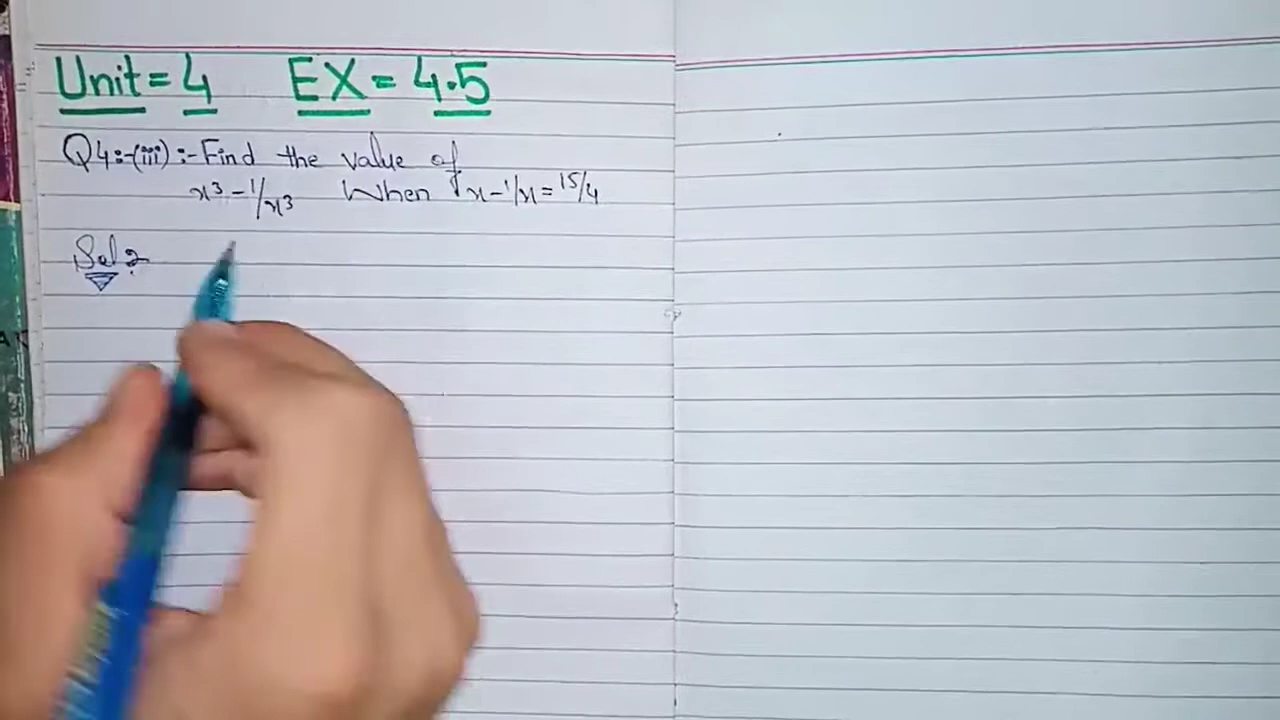 Unit = 4 EX = 4.5
Q4:-(iii):- Find the value of
x³ - 1/x³ When x - 1/x = 15/4
Sol: